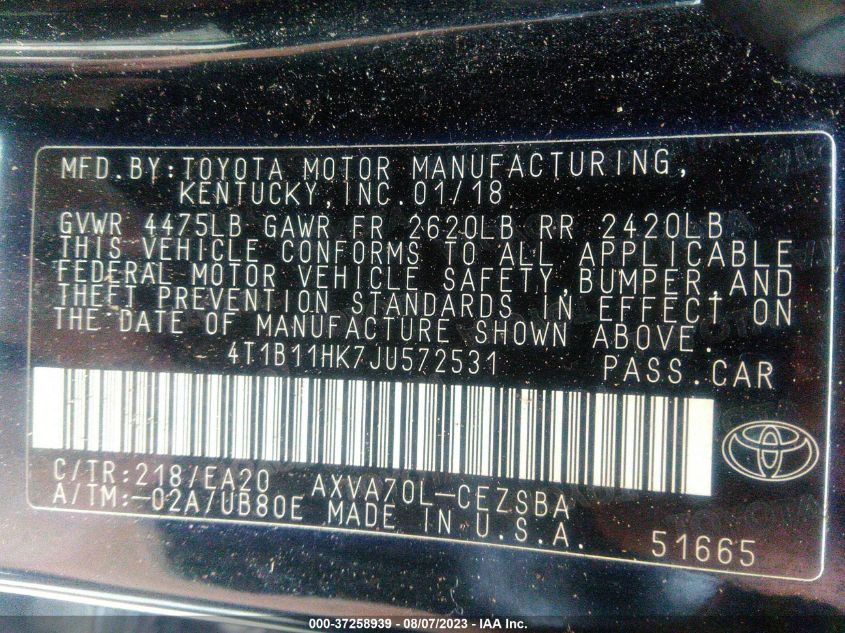 MFD.BY:TOYOTA MOTOR MANUFACTURING,
KENTUCKY,INC.01/18
GVWR 4475LB GAWR FR 2620LB RR 2420LB
THIS VEHICLE CONFORMS TO ALL APPLICABLE
FEDERAL MOTOR VEHICLE SAFETY,BUMPER,AND
THEFT PREVENTION STANDARDS IN EFFECT ON
THE DATE OF MANUFACTURE SHOWN ABOVE.
4T1B11HK7JU572531 PASS.CAR
C/TR:218/EA20 AXVA70L-CEZSBA
A/TM:-02A/UB80E MADE IN U.S.A.
51665
000-37258939 - 08/07/2023 - IAA Inc.